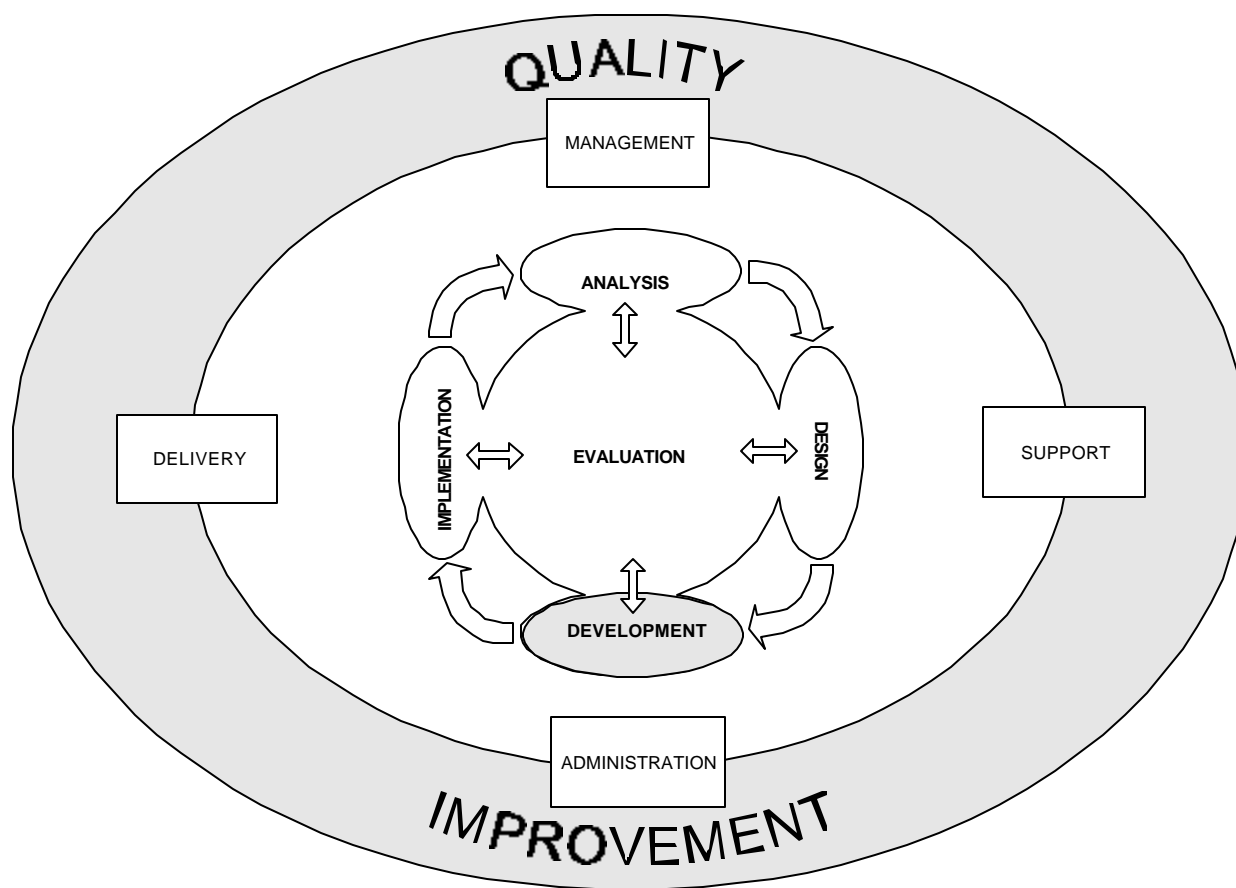 QUALITY
MANAGEMENT
ANALYSIS
DELIVERY
IMPLEMENTATION
EVALUATION
DESIGN
SUPPORT
DEVELOPMENT
ADMINISTRATION
IMPROVEMENT